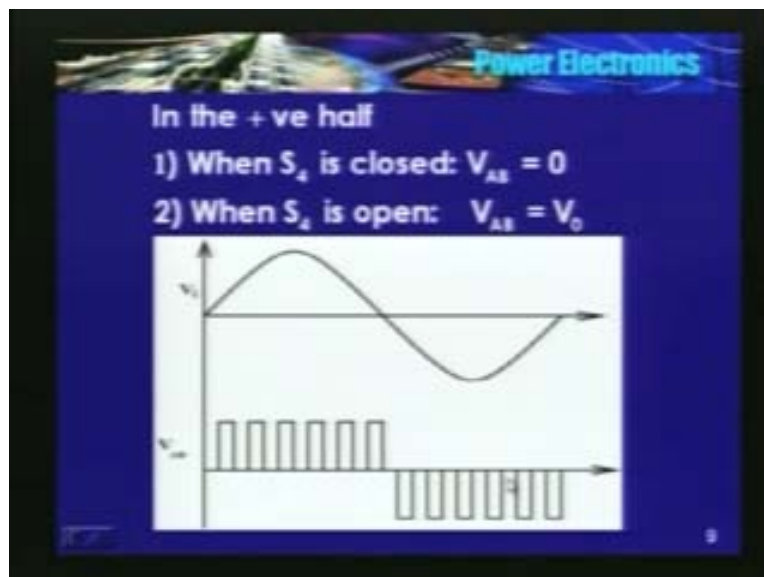 Power Electronics
In the + ve half
1) When S4 is closed: VAB = 0
2) When S4 is open: VAB = V0
9